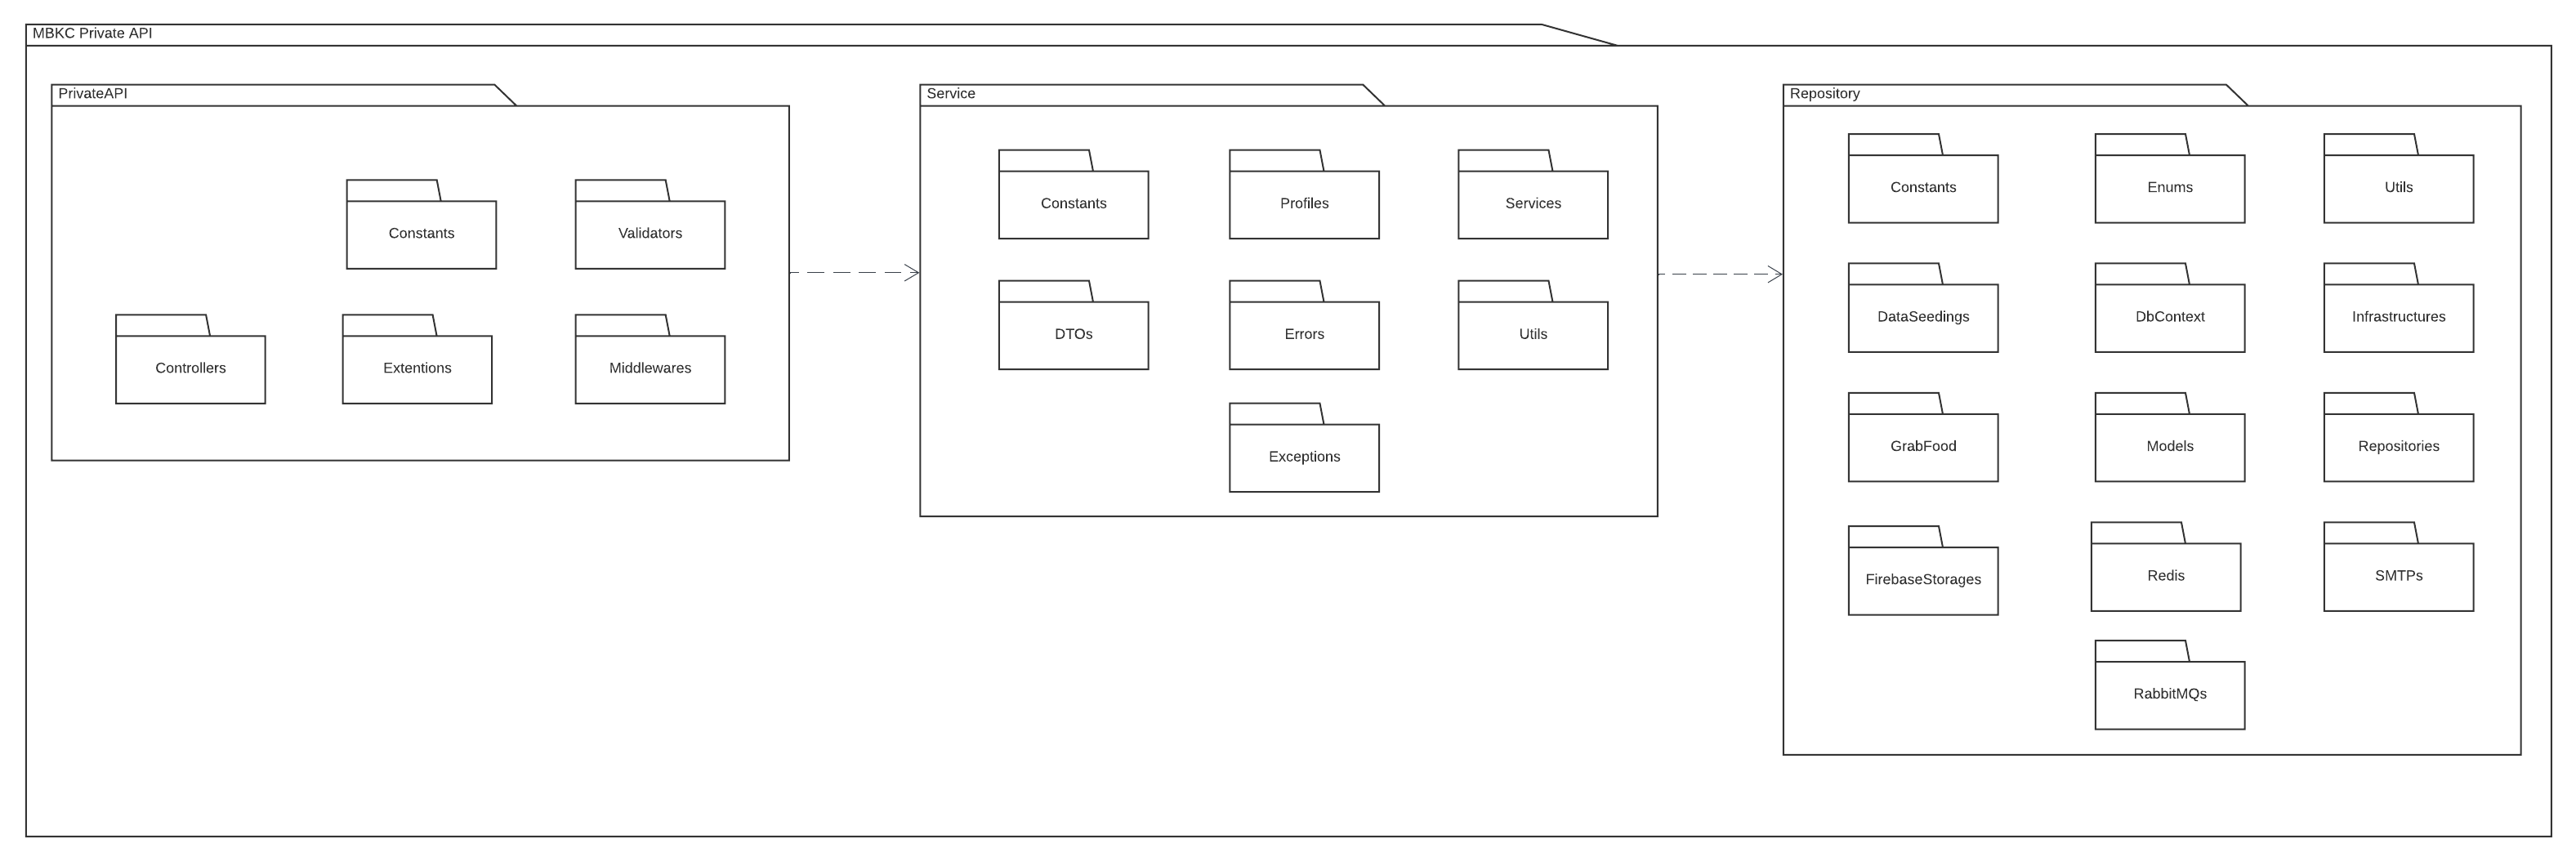 MBKC Private API
PrivateAPI
Constants
Validators
Controllers
Extentions
Middlewares
Service
Constants
Profiles
Services
DTOs
Errors
Utils
Exceptions
Repository
Constants
Enums
Utils
DataSeedings
DbContext
Infrastructures
GrabFood
Models
Repositories
FirebaseStorages
Redis
SMTPs
RabbitMQs